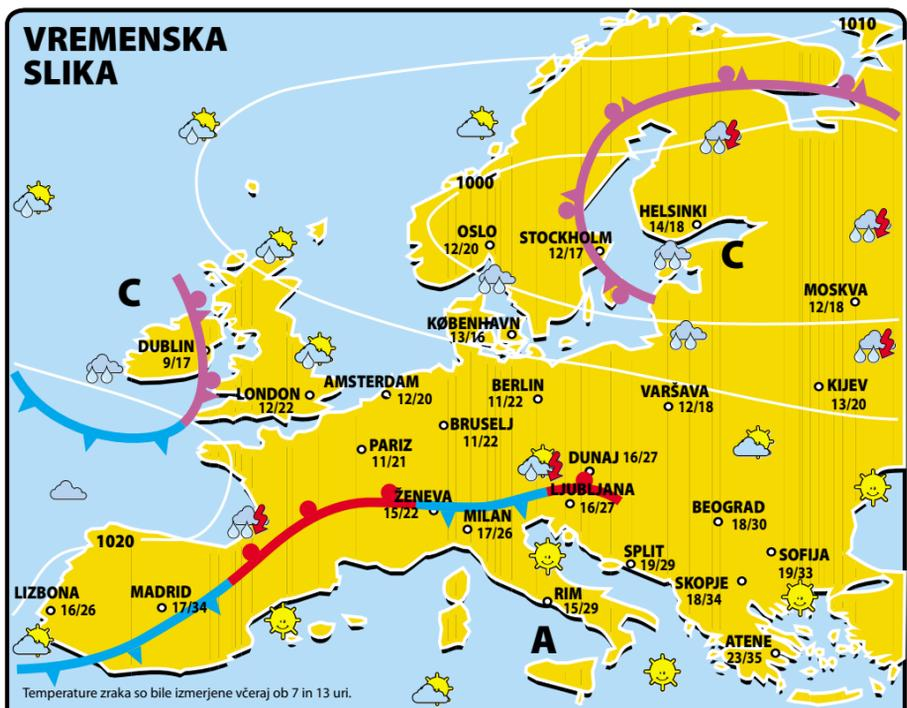 VREMENSKA
SLIKA
1010
1000
OSLO
12/20
STOCKHOLM
12/17
HELSINKI
14/18
C
C
MOSKVA
12/18
KØBENHAVN
13/16
DUBLIN
9/17
LONDON
12/22
AMSTERDAM
12/20
BERLIN
11/22
VARŠAVA
12/18
KIJEV
13/20
BRUSELJ
11/22
PARIZ
11/21
DUNAJ 16/27
ŽENEVA
15/22
LJUBLJANA
16/27
MILAN
17/26
BEOGRAD
18/30
1020
SPLIT
19/29
SOFIJA
19/33
SKOPJE
18/34
LIZBONA
16/26
MADRID
17/34
RIM
15/29
A
ATENE
23/35
Temperature zraka so bile izmerjene včeraj ob 7 in 13 uri.